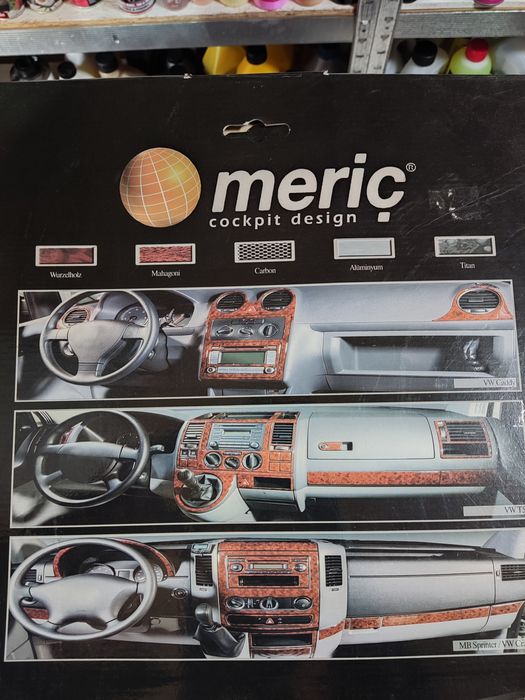 meriç®
cockpit design
Wurzelholz Mahagoni Carbon Alüminyum Titan
VW Caddy
VW T5
MB Sprinter / VW